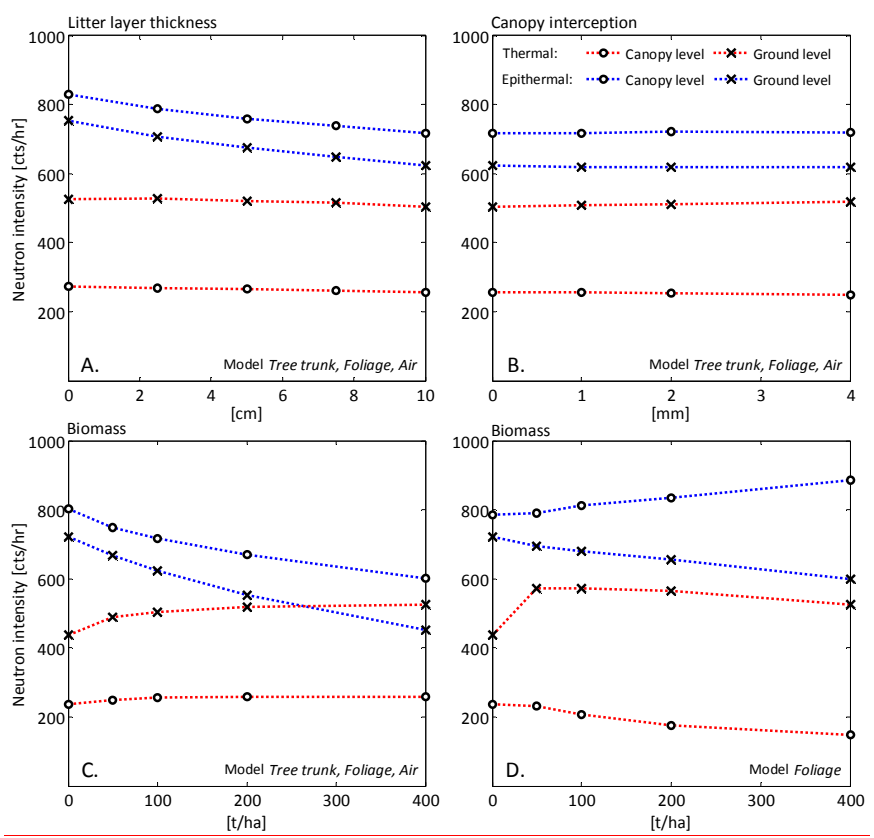 Litter layer thickness
Canopy interception
1000
800
600
400
200
Neutron intensity [cts/hr]
A.
Model Tree trunk, Foliage, Air
0 2 4 6 8 10
[cm]
1000
800
600
400
200
Thermal: Canopy level Ground level
Epithermal: Canopy level Ground level
B.
Model Tree trunk, Foliage, Air
0 1 2 3 4
[mm]
Biomass
Biomass
1000
800
600
400
200
Neutron intensity [cts/hr]
C.
Model Tree trunk, Foliage, Air
0 100 200 300 400
[t/ha]
1000
800
600
400
200
D.
Model Foliage
0 100 200 300 400
[t/ha]